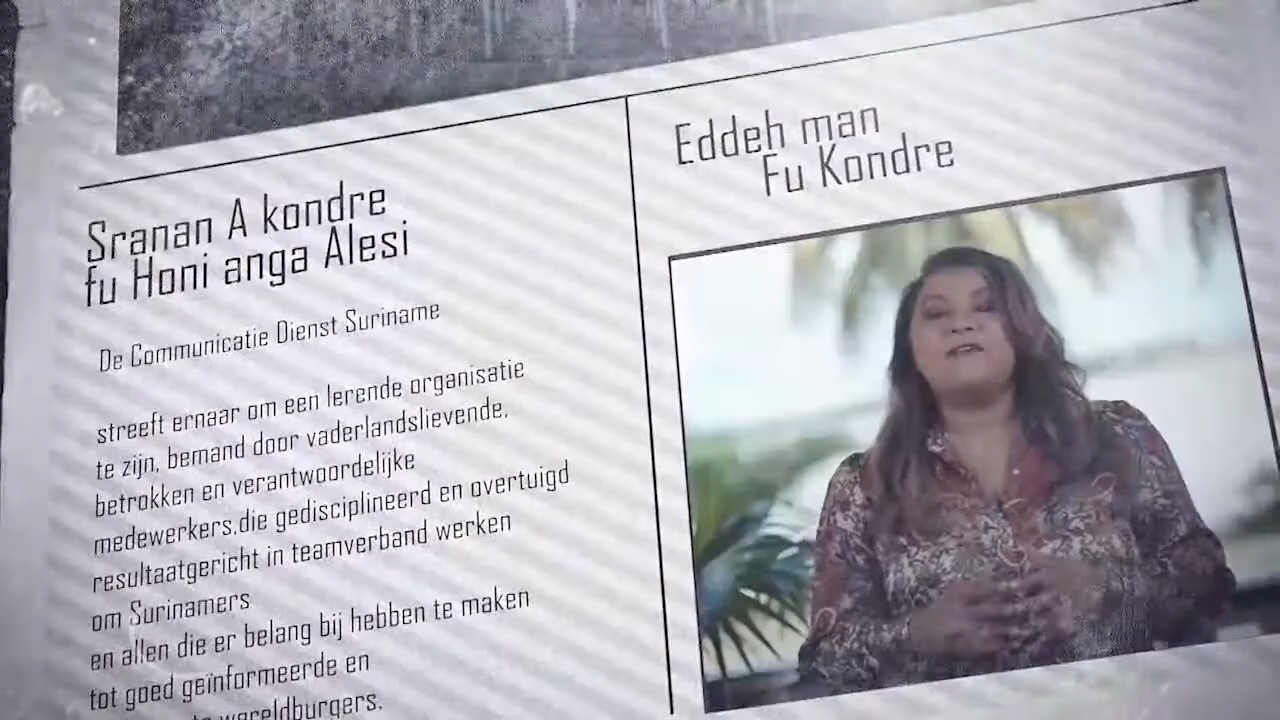 Sranan A kondre
fu Honi anga Alesi
De Communicatie Dienst Suriname
streeft ernaar om een lerende organisatie
te zijn, bemand door vaderlandslievende,
betrokken en verantwoordelijke
medewerkers,die gedisciplineerd en overtuigd
resultaatgericht in teamverband werken
om Surinamers
en allen die er belang bij hebben te maken
tot goed geïnformeerde en
wereldburgers.
Eddeh man
Fu Kondre